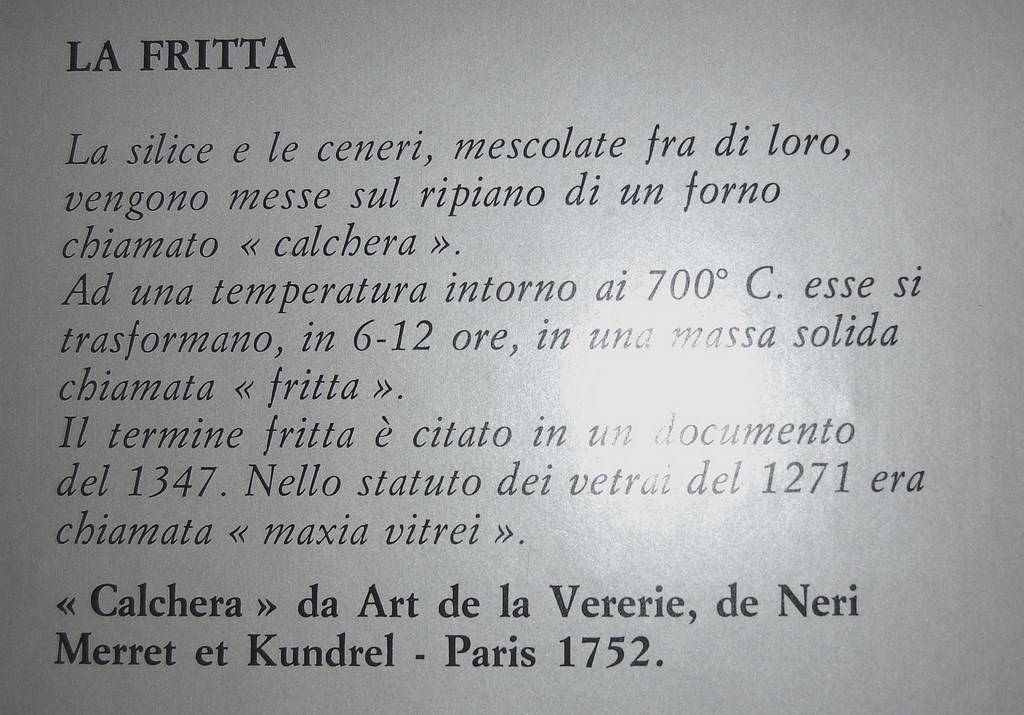 LA FRITTA
La silice e le ceneri, mescolate fra di loro,
vengono messe sul ripiano di un forno
chiamato « calchera ».
Ad una temperatura intorno ai 700° C. esse si
trasformano, in 6-12 ore, in una massa solida
chiamata « fritta ».
Il termine fritta è citato in un documento
del 1347. Nello statuto dei vetrai del 1271 era
chiamata « maxia vitrei ».
« Calchera » da Art de la Vererie, de Neri
Merret et Kundrel - Paris 1752.